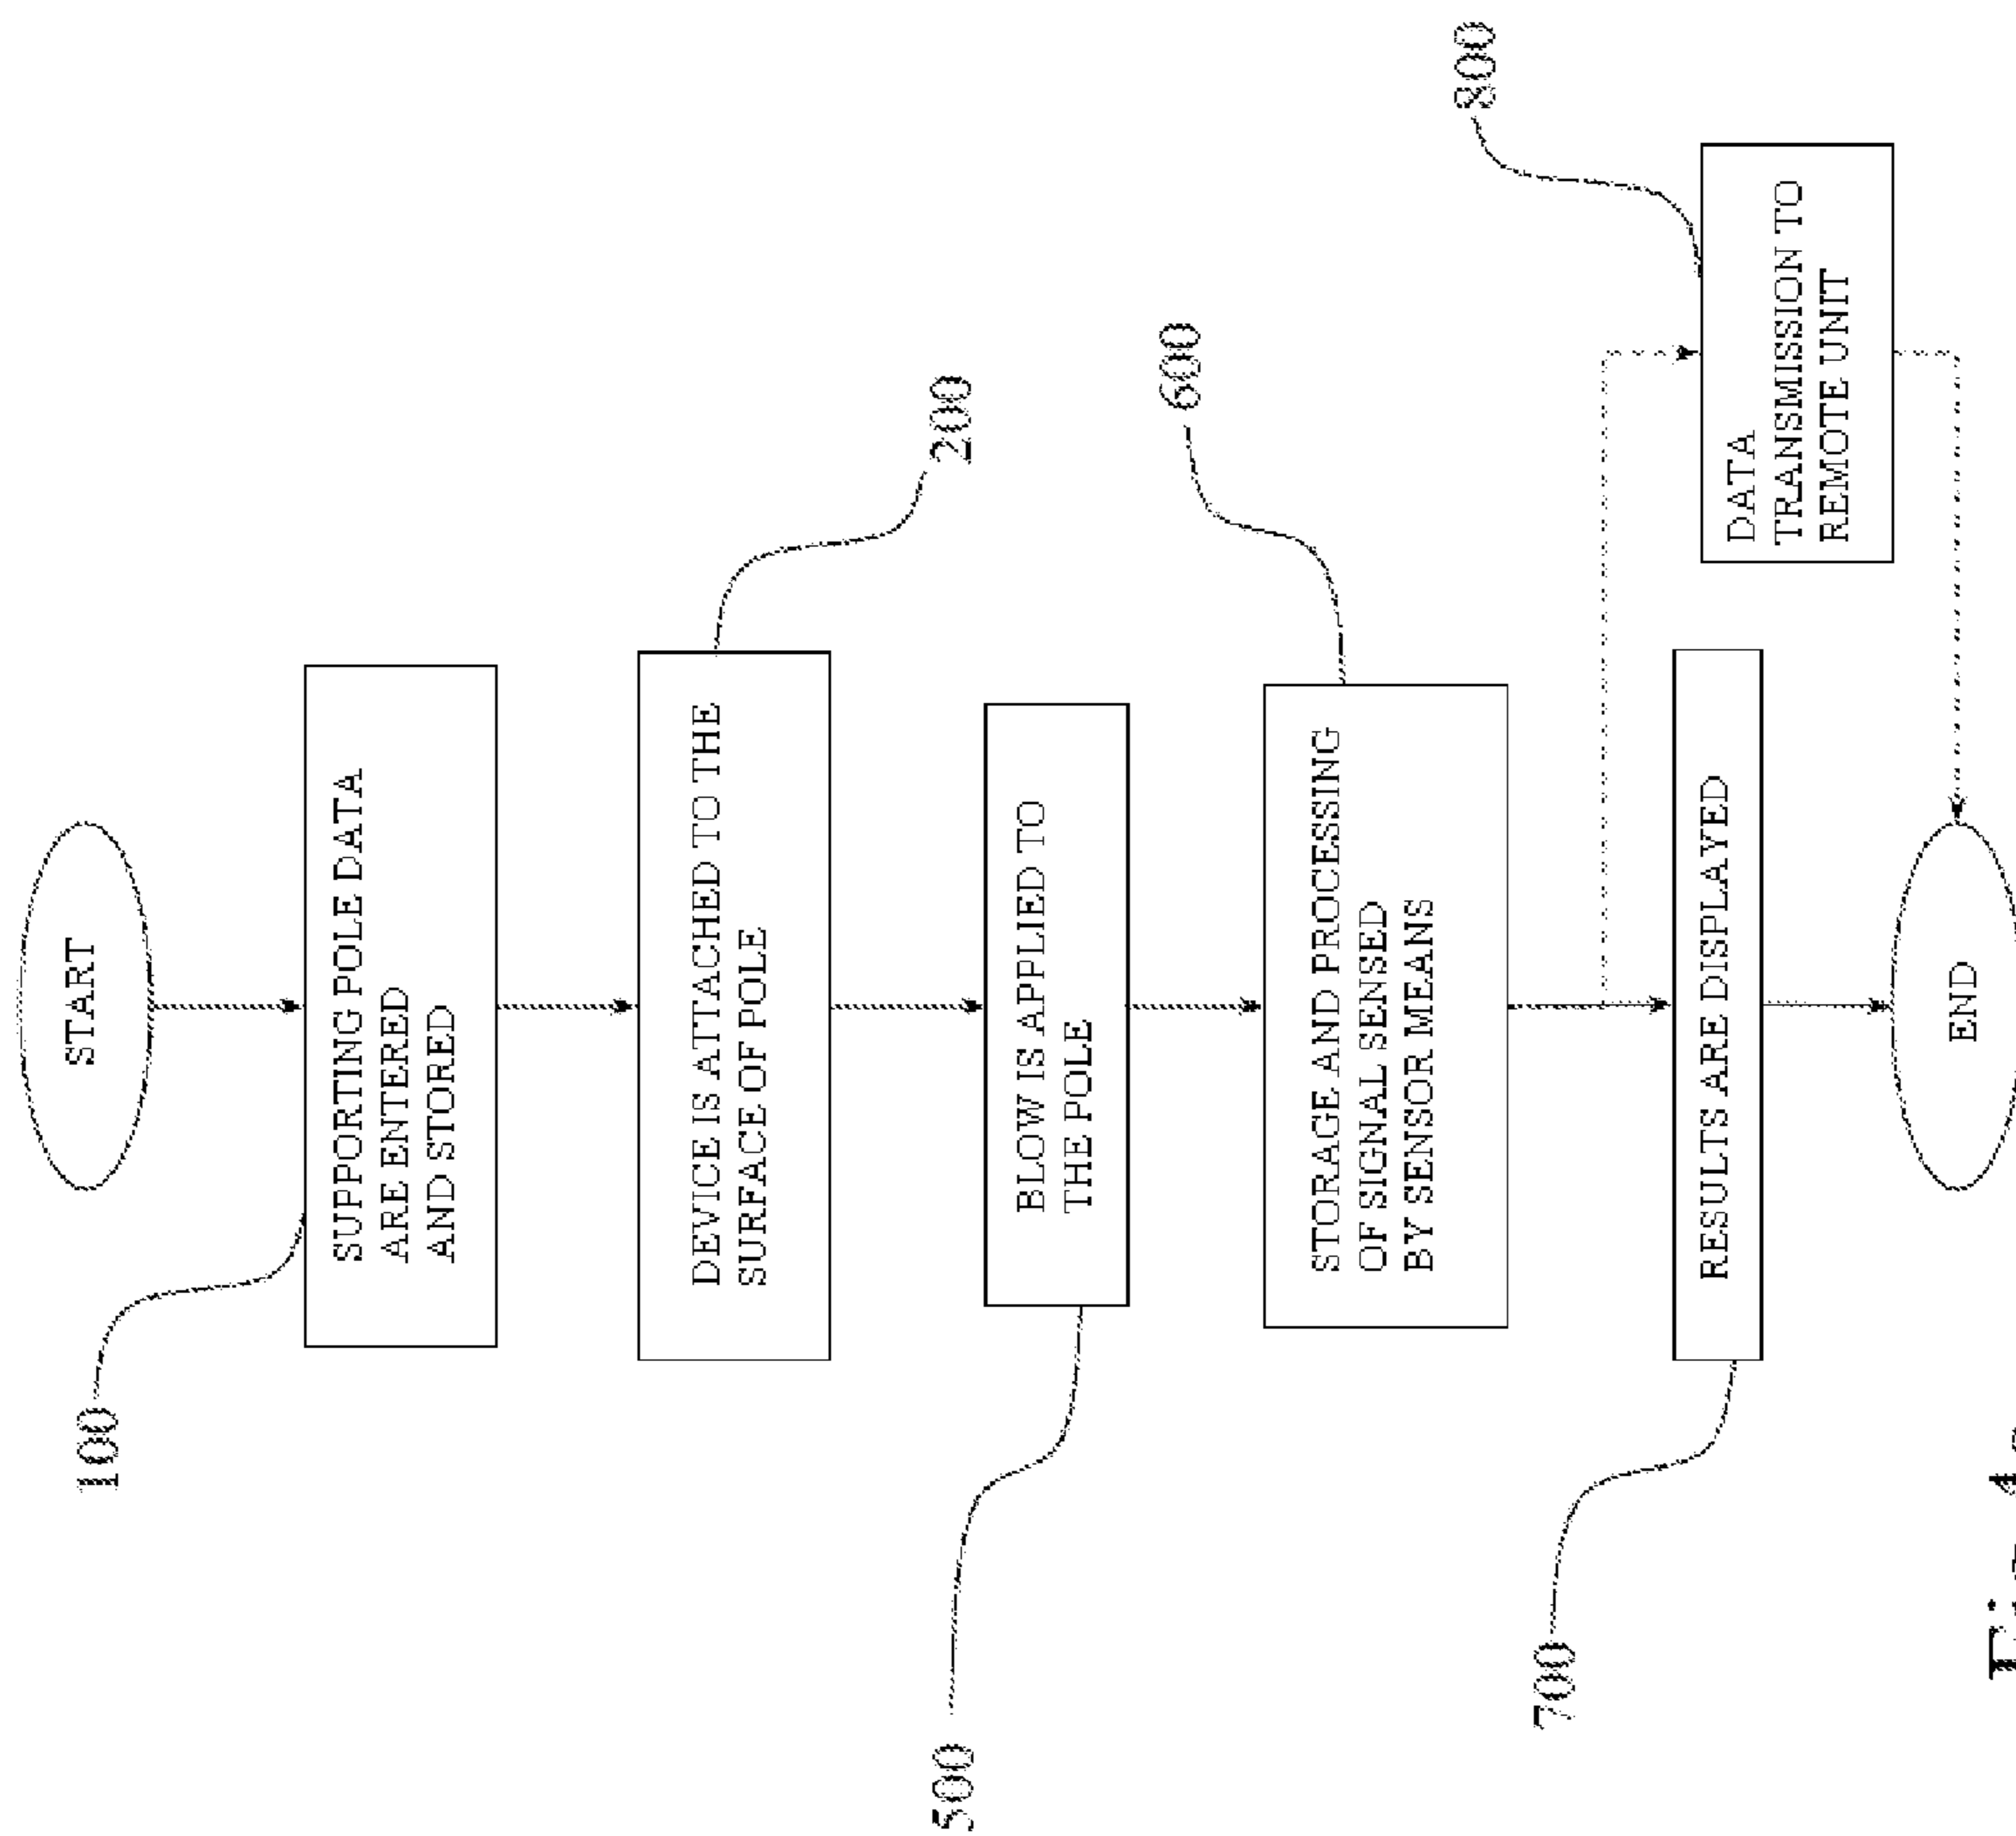 START
100
SUPPORTING POLE DATA
ARE ENTERED
AND STORED
DEVICE IS ATTACHED TO THE
SURFACE OF POLE
200
BLOW IS APPLIED TO
THE POLE
500
STORAGE AND PROCESSING
OF SIGNAL SENSED
BY SENSOR MEANS
600
RESULTS ARE DISPLAYED
700
DATA
TRANSMISSION TO
REMOTE UNIT
800
END